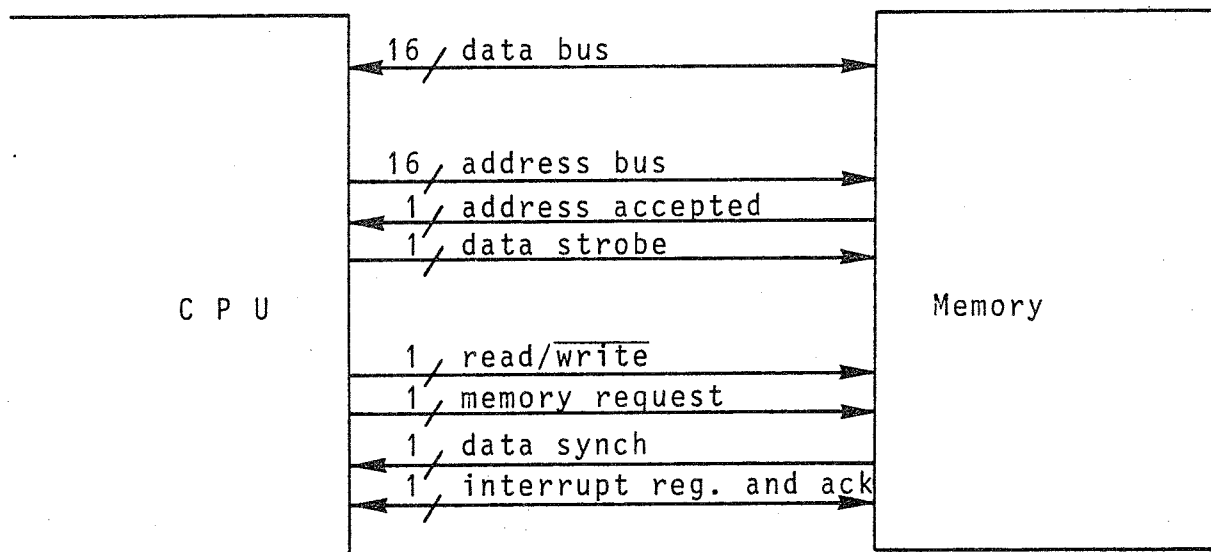 16 data bus
16 address bus
1 address accepted
1 data strobe
C P U
Memory
1 read/write
1 memory request
1 data synch
1 interrupt reg. and ack